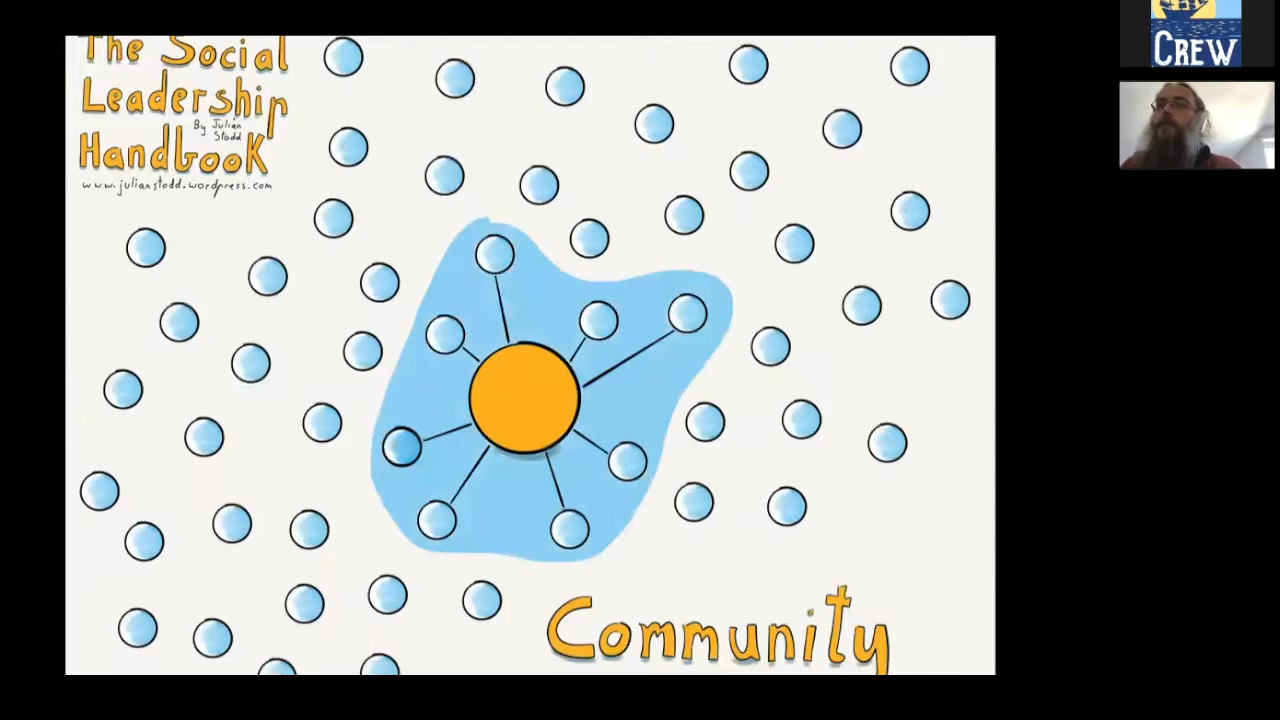 The Social
Leadership
By Julian
Stodd
Handbook
www.julianstodd.wordpress.com
Community
CREW